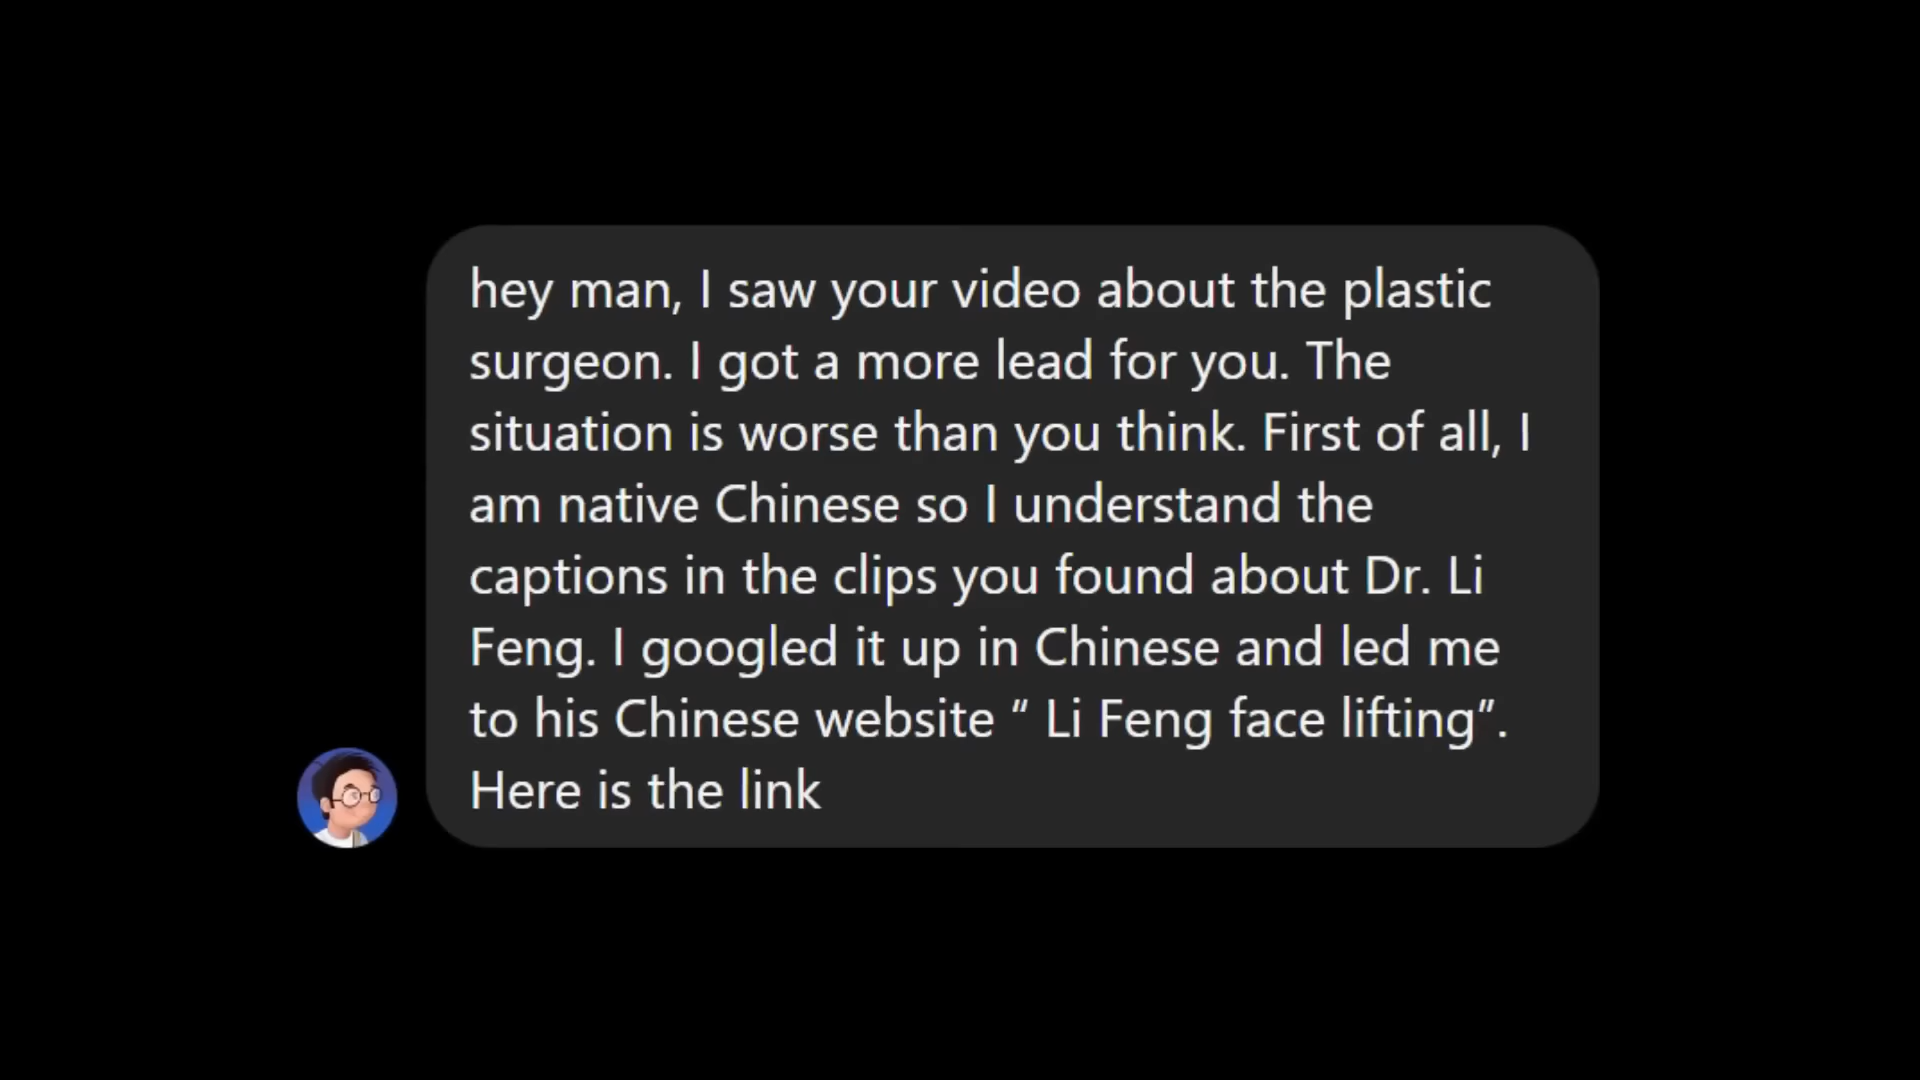 hey man, I saw your video about the plastic
surgeon. I got a more lead for you. The
situation is worse than you think. First of all, I
am native Chinese so I understand the
captions in the clips you found about Dr. Li
Feng. I googled it up in Chinese and led me
to his Chinese website “ Li Feng face lifting”.
Here is the link